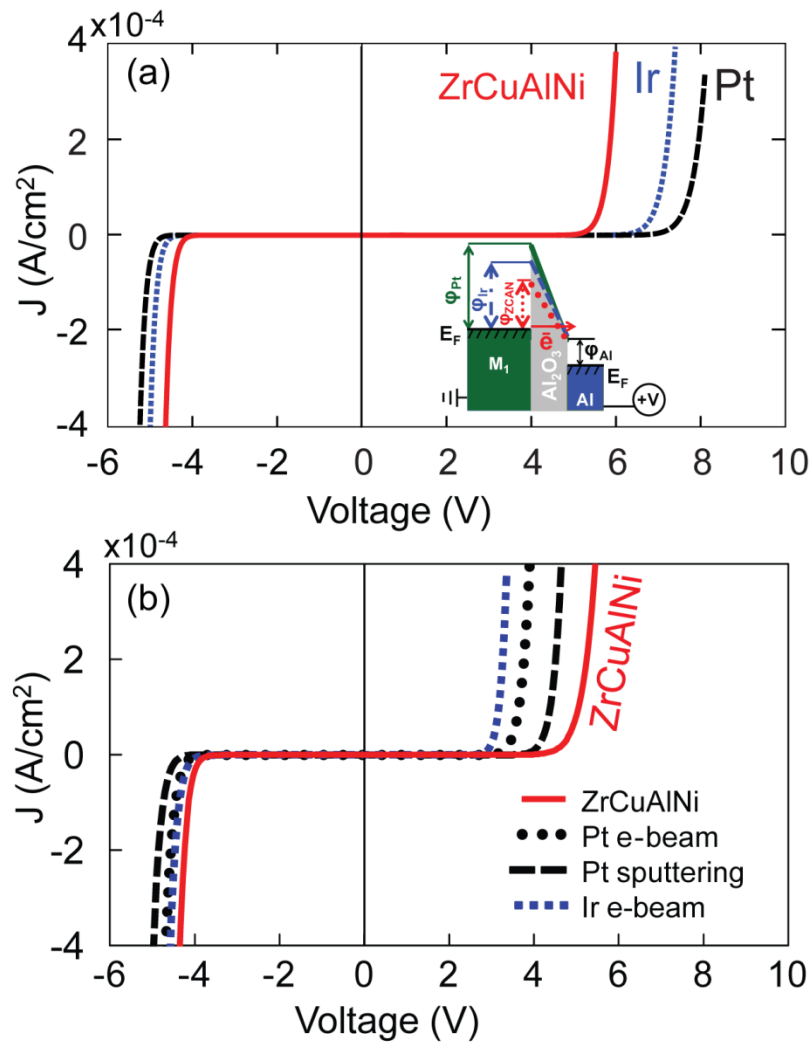 x10⁻⁴
4
2
0
-2
-4
J (A/cm²)
(a)
ZrCuAlNi
Ir
Pt
φPt
φIr
φZCAN
EF
M₁
ē
Al₂O₃
φAl
EF
Al
+V
-6 -4 -2 0 2 4 6 8 10
Voltage (V)
x10⁻⁴
4
2
0
-2
-4
J (A/cm²)
(b)
ZrCuAlNi
ZrCuAlNi
Pt e-beam
Pt sputtering
Ir e-beam
-6 -4 -2 0 2 4 6 8 10
Voltage (V)